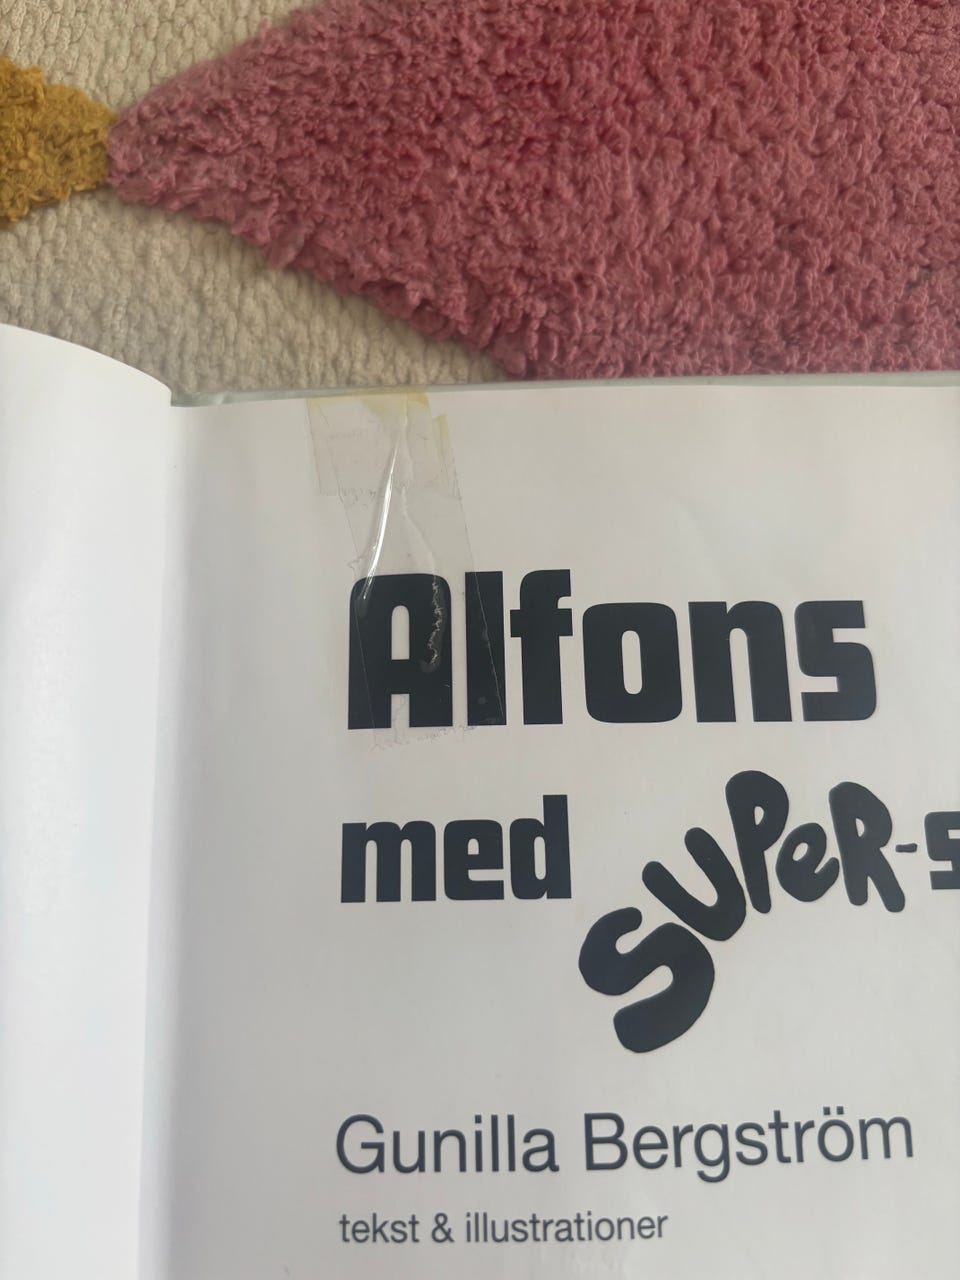 Alfons
med SUPER-s
Gunilla Bergström
tekst & illustrationer